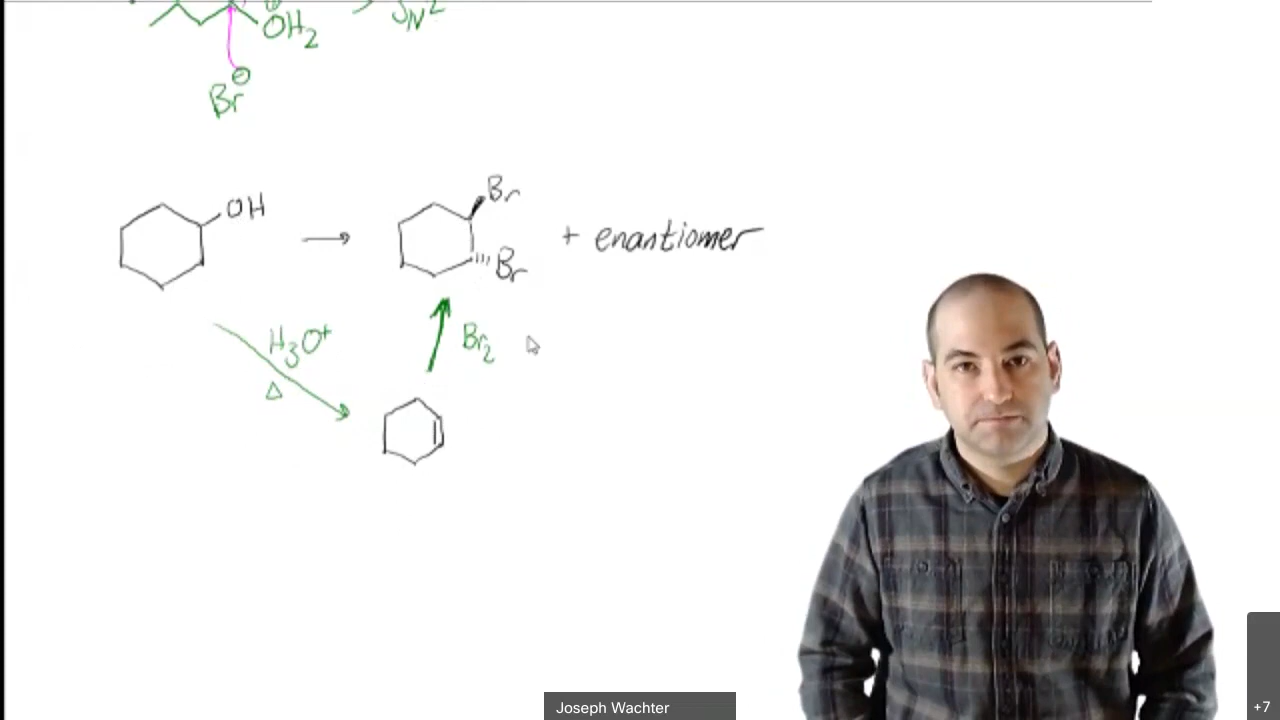 ⊕
OH2
SN2
Br⊖
OH
Br
Br
+ enantiomer
H3O+
Δ
Br2
Joseph Wachter
+7